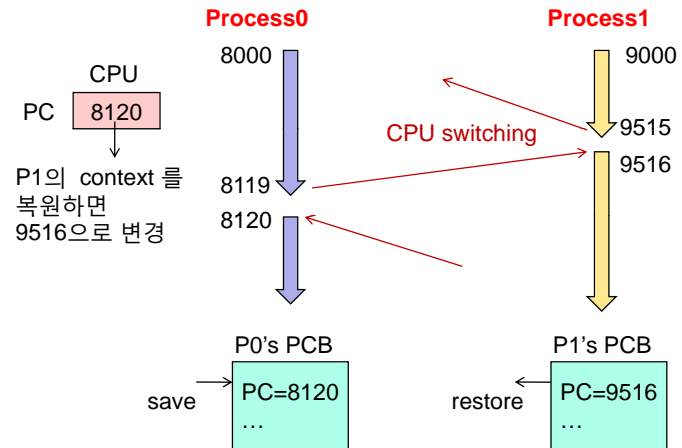 Process0
Process1
8000
9000
CPU
PC
8120
9515
CPU switching
9516
P1의 context 를
복원하면
9516으로 변경
8119
8120
P0's PCB
P1's PCB
save
PC=8120
…
restore
PC=9516
…